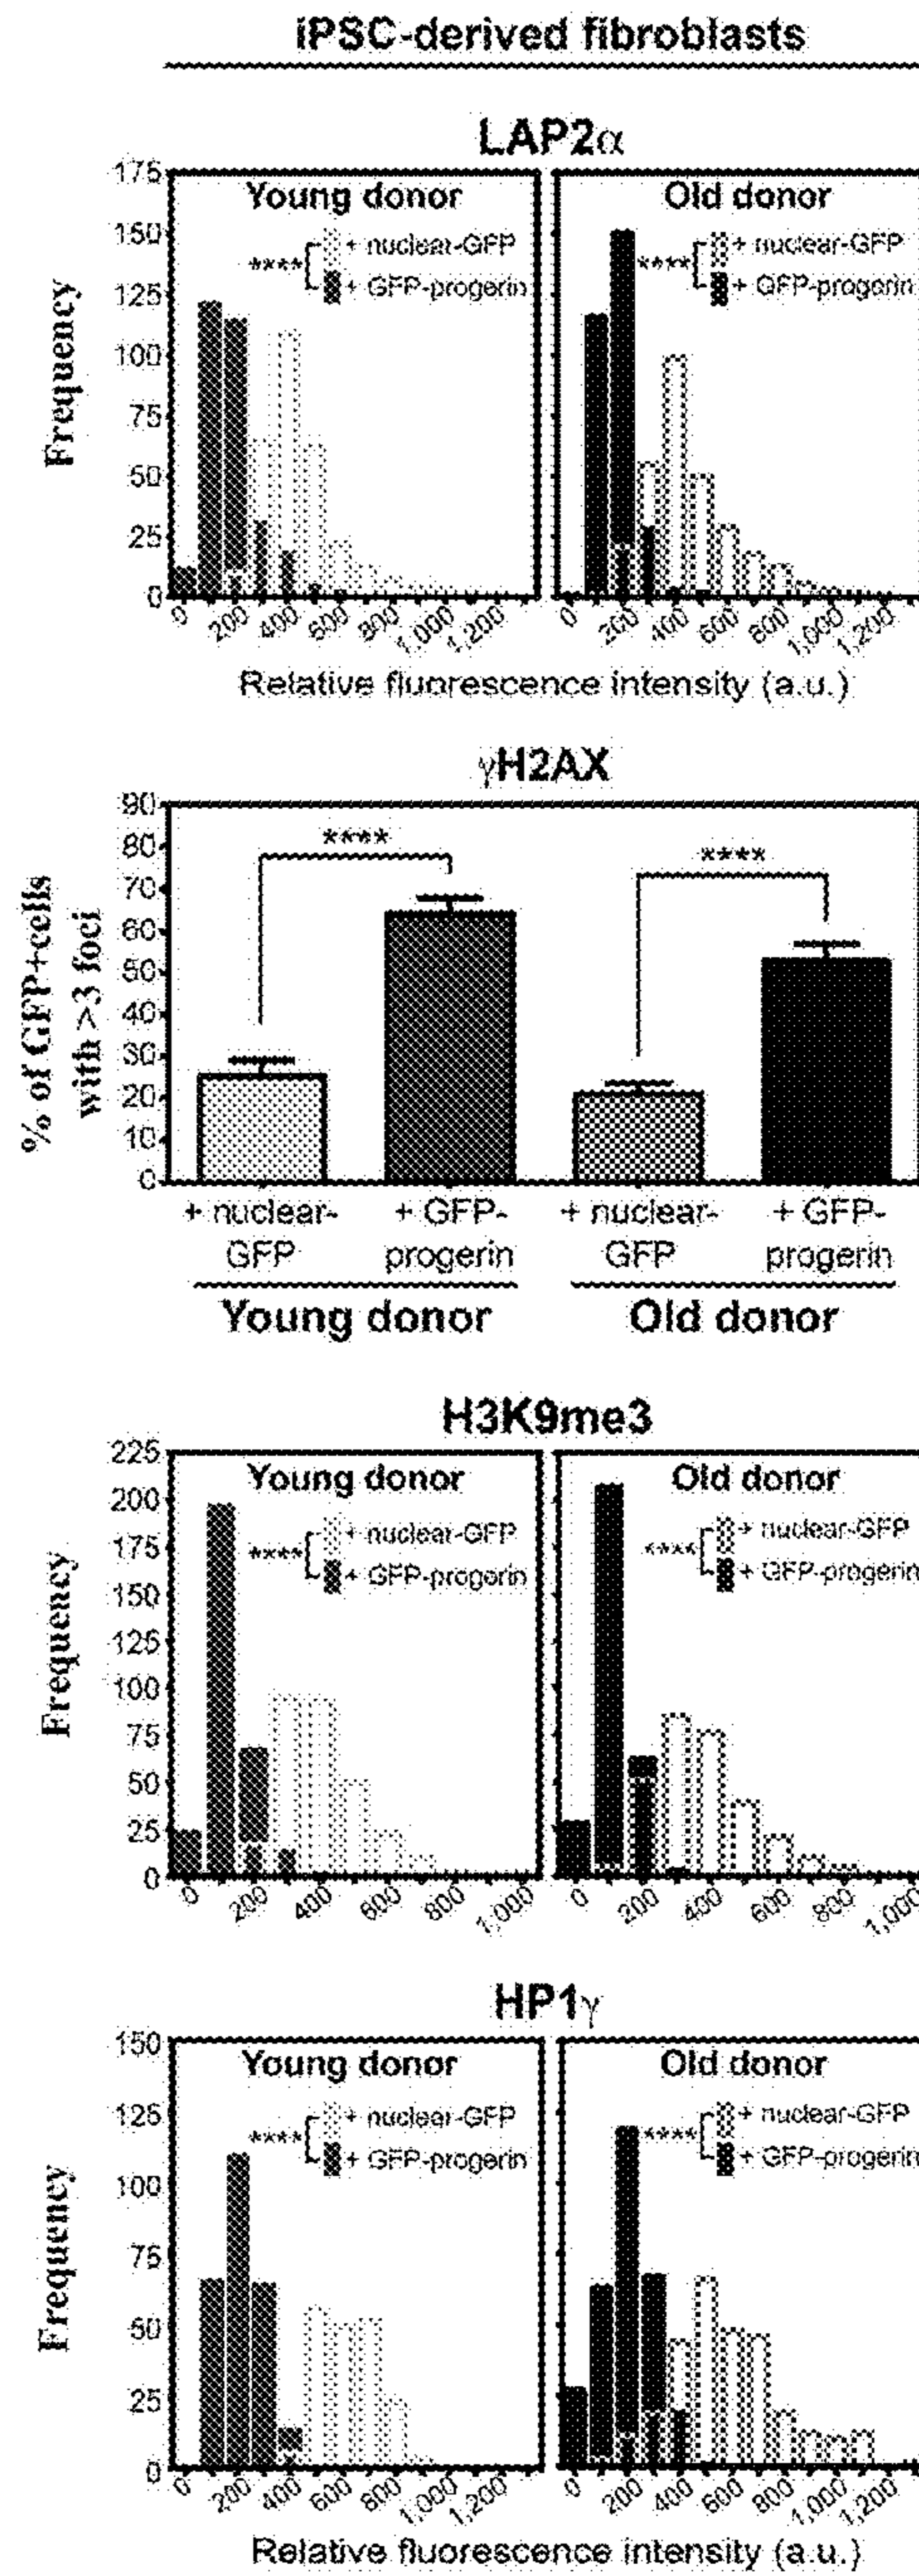 iPSC-derived fibroblasts
LAP2α
Frequency
175
150
125
100
75
50
25
0
Young donor
**** + nuclear-GFP
+ GFP-progerin
Old donor
**** + nuclear-GFP
+ GFP-progerin
0 200 400 600 800 1,000 1,200
0 200 400 600 800 1,000 1,200
Relative fluorescence intensity (a.u.)
γH2AX
% of GFP+cells
with >3 foci
90
80
70
60
50
40
30
20
10
0
**** ****
+ nuclear- + GFP- + nuclear- + GFP-
GFP progerin GFP progerin
Young donor Old donor
H3K9me3
Frequency
225
200
175
150
125
100
75
50
25
0
Young donor
**** + nuclear-GFP
+ GFP-progerin
Old donor
**** + nuclear-GFP
+ GFP-progerin
0 200 400 600 800 1,000
0 200 400 600 800 1,000
HP1γ
Frequency
150
125
100
75
50
25
0
Young donor
**** + nuclear-GFP
+ GFP-progerin
Old donor
**** + nuclear-GFP
+ GFP-progerin
0 200 400 600 800 1,000 1,200
0 200 400 600 800 1,000 1,200
Relative fluorescence intensity (a.u.)